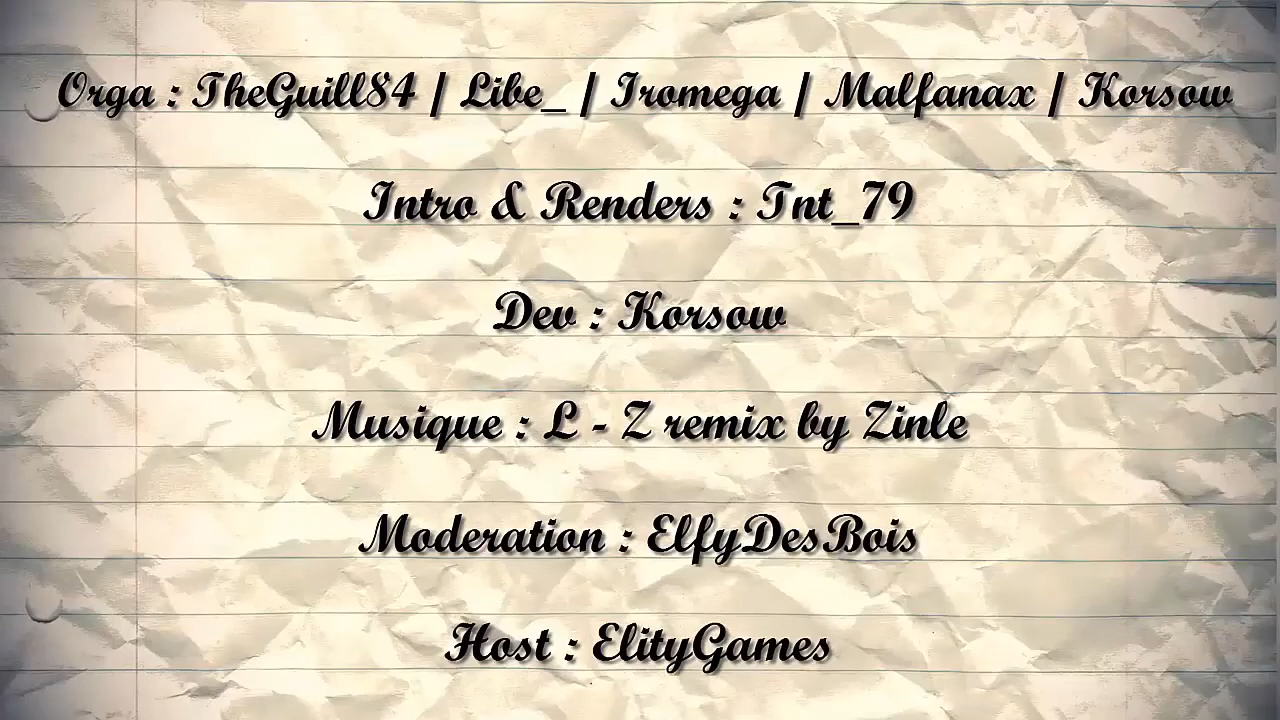 Orga : TheGuill84 / Libe_ / Iromega / Malfanax / Korsow
Intro & Renders : Tnt_79
Dev : Korsow
Musique : L - Z remix by Zinle
Moderation : ElfyDesBois
Host : ElityGames